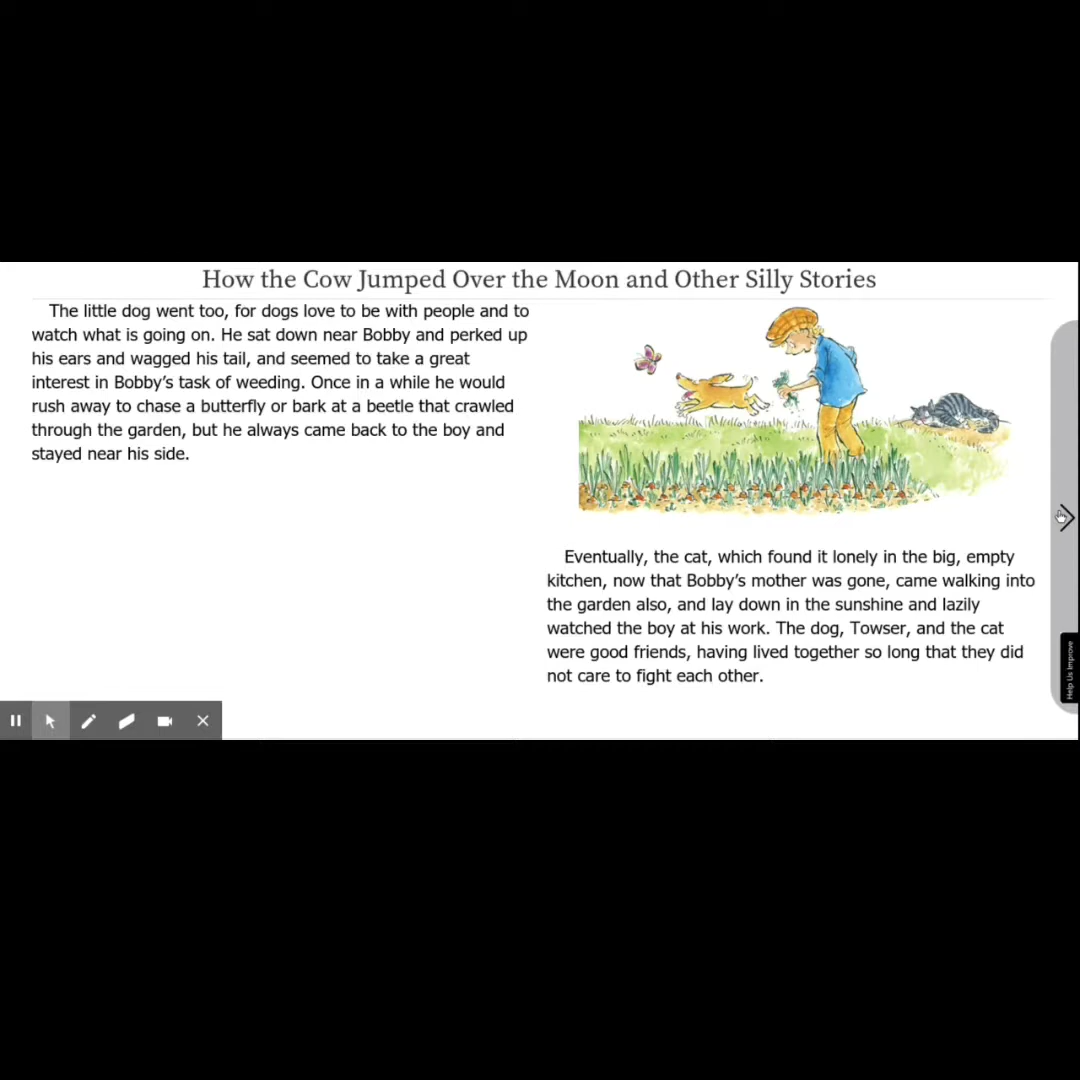 How the Cow Jumped Over the Moon and Other Silly Stories
The little dog went too, for dogs love to be with people and to
watch what is going on. He sat down near Bobby and perked up
his ears and wagged his tail, and seemed to take a great
interest in Bobby’s task of weeding. Once in a while he would
rush away to chase a butterfly or bark at a beetle that crawled
through the garden, but he always came back to the boy and
stayed near his side.
Eventually, the cat, which found it lonely in the big, empty
kitchen, now that Bobby’s mother was gone, came walking into
the garden also, and lay down in the sunshine and lazily
watched the boy at his work. The dog, Towser, and the cat
were good friends, having lived together so long that they did
not care to fight each other.
Help Us Improve